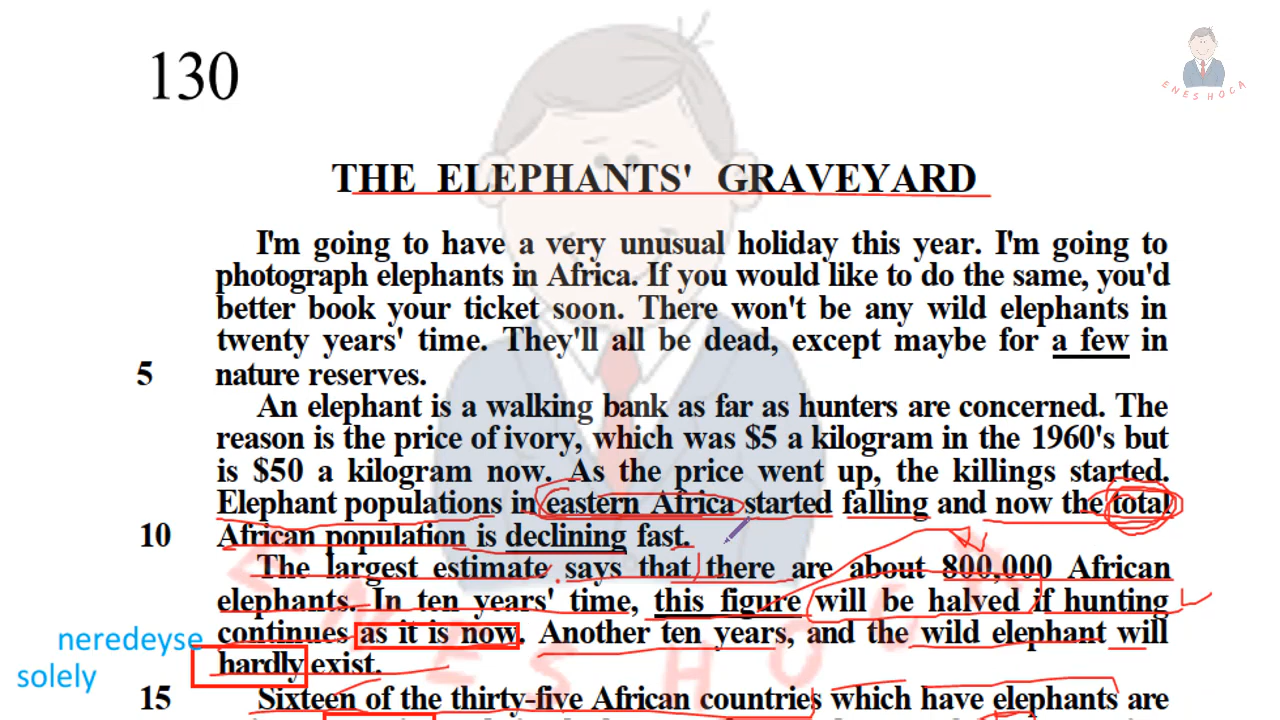 ENES HOCA
130
THE ELEPHANTS' GRAVEYARD
I'm going to have a very unusual holiday this year. I'm going to
photograph elephants in Africa. If you would like to do the same, you'd
better book your ticket soon. There won't be any wild elephants in
twenty years' time. They'll all be dead, except maybe for a few in
5 nature reserves.
An elephant is a walking bank as far as hunters are concerned. The
reason is the price of ivory, which was $5 a kilogram in the 1960's but
is $50 a kilogram now. As the price went up, the killings started.
Elephant populations in eastern Africa started falling and now the total
10 African population is declining fast.
The largest estimate says that there are about 800,000 African
elephants. In ten years' time, this figure will be halved if hunting
continues as it is now. Another ten years, and the wild elephant will
neredeyse
hardly exist.
solely
15 Sixteen of the thirty-five African countries which have elephants are
ENES HOCA